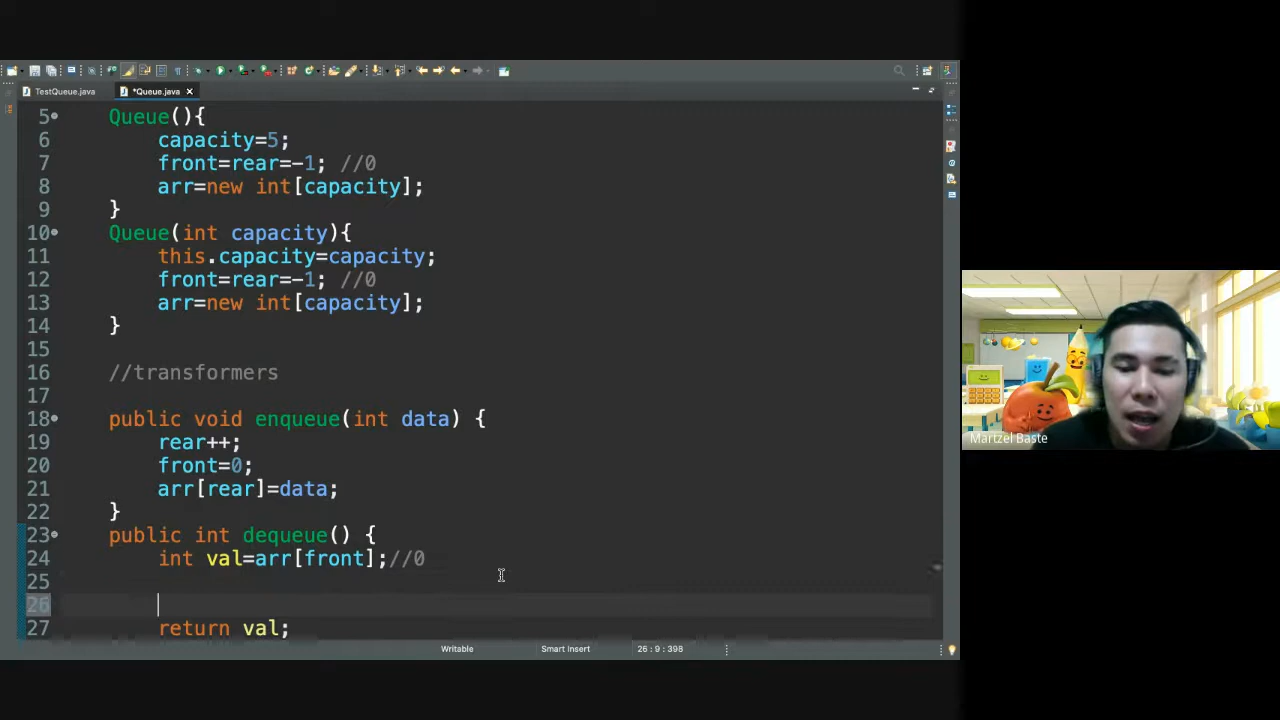 TestQueue.java
*Queue.java
5 Queue(){
6 capacity=5;
7 front=rear=-1; //0
8 arr=new int[capacity];
9 }
10 Queue(int capacity){
11 this.capacity=capacity;
12 front=rear=-1; //0
13 arr=new int[capacity];
14 }
15
16 //transformers
17
18 public void enqueue(int data) {
19 rear++;
20 front=0;
21 arr[rear]=data;
22 }
23 public int dequeue() {
24 int val=arr[front];//0
25
26
27 return val;
Writable
Smart Insert
26 : 9 : 398
Martzel Baste